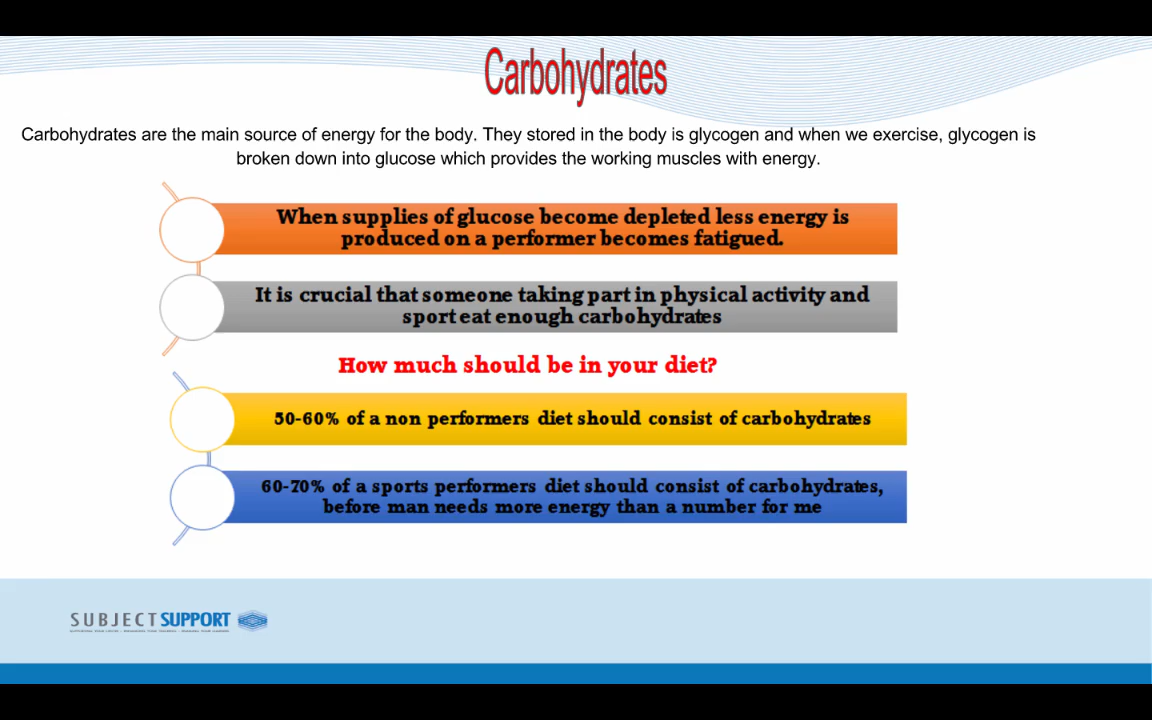 Carbohydrates
Carbohydrates are the main source of energy for the body. They stored in the body is glycogen and when we exercise, glycogen is
broken down into glucose which provides the working muscles with energy.
When supplies of glucose become depleted less energy is
produced on a performer becomes fatigued.
It is crucial that someone taking part in physical activity and
sport eat enough carbohydrates
How much should be in your diet?
50-60% of a non performers diet should consist of carbohydrates
60-70% of a sports performers diet should consist of carbohydrates,
before man needs more energy than a number for me
SUBJECTSUPPORT